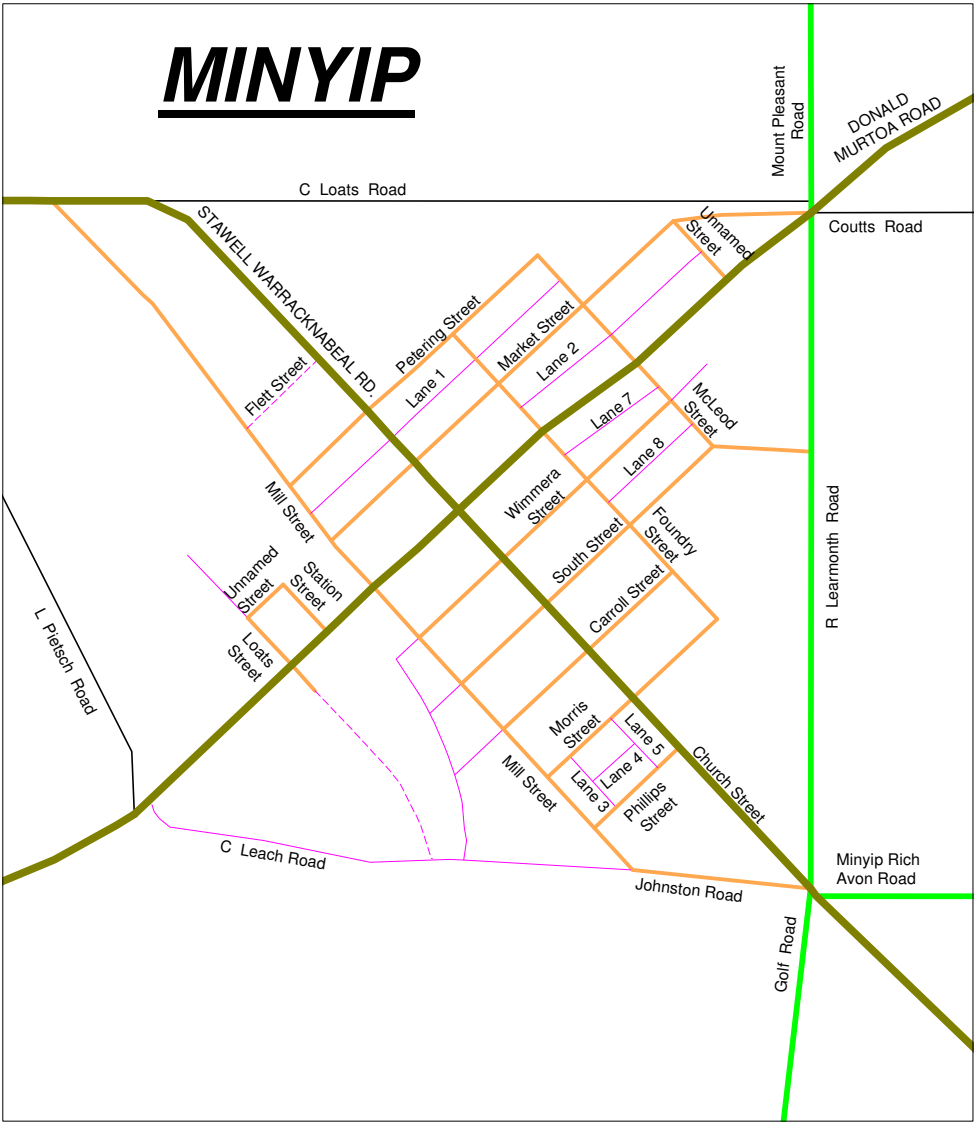 MINYIP
Mount Pleasant
Road
DONALD
MURTOA ROAD
C Loats Road
Coutts Road
STAWELL WARRACKNABEAL RD.
Unnamed
Street
Petering Street
Market Street
Lane 1
Lane 2
Flett Street
Lane 7
McLeod
Street
Lane 8
Mill Street
Wimmera
Street
South Street
Foundry
Street
Carroll Street
R Learmonth Road
Unnamed
Street
Station
Street
Loats
Street
L Pietsch Road
Morris
Street
Lane 5
Lane 4
Lane 3
Mill Street
Phillips
Street
Church Street
C Leach Road
Johnston Road
Minyip Rich
Avon Road
Golf Road